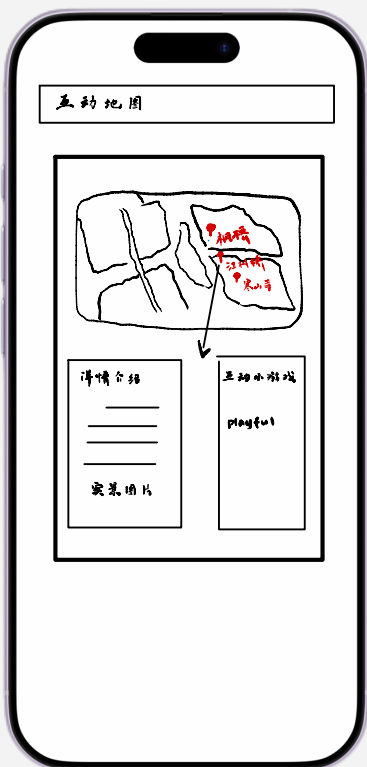 互动地图
枫桥
江村桥
寒山寺
详情介绍
实景图片
互动小游戏
playful